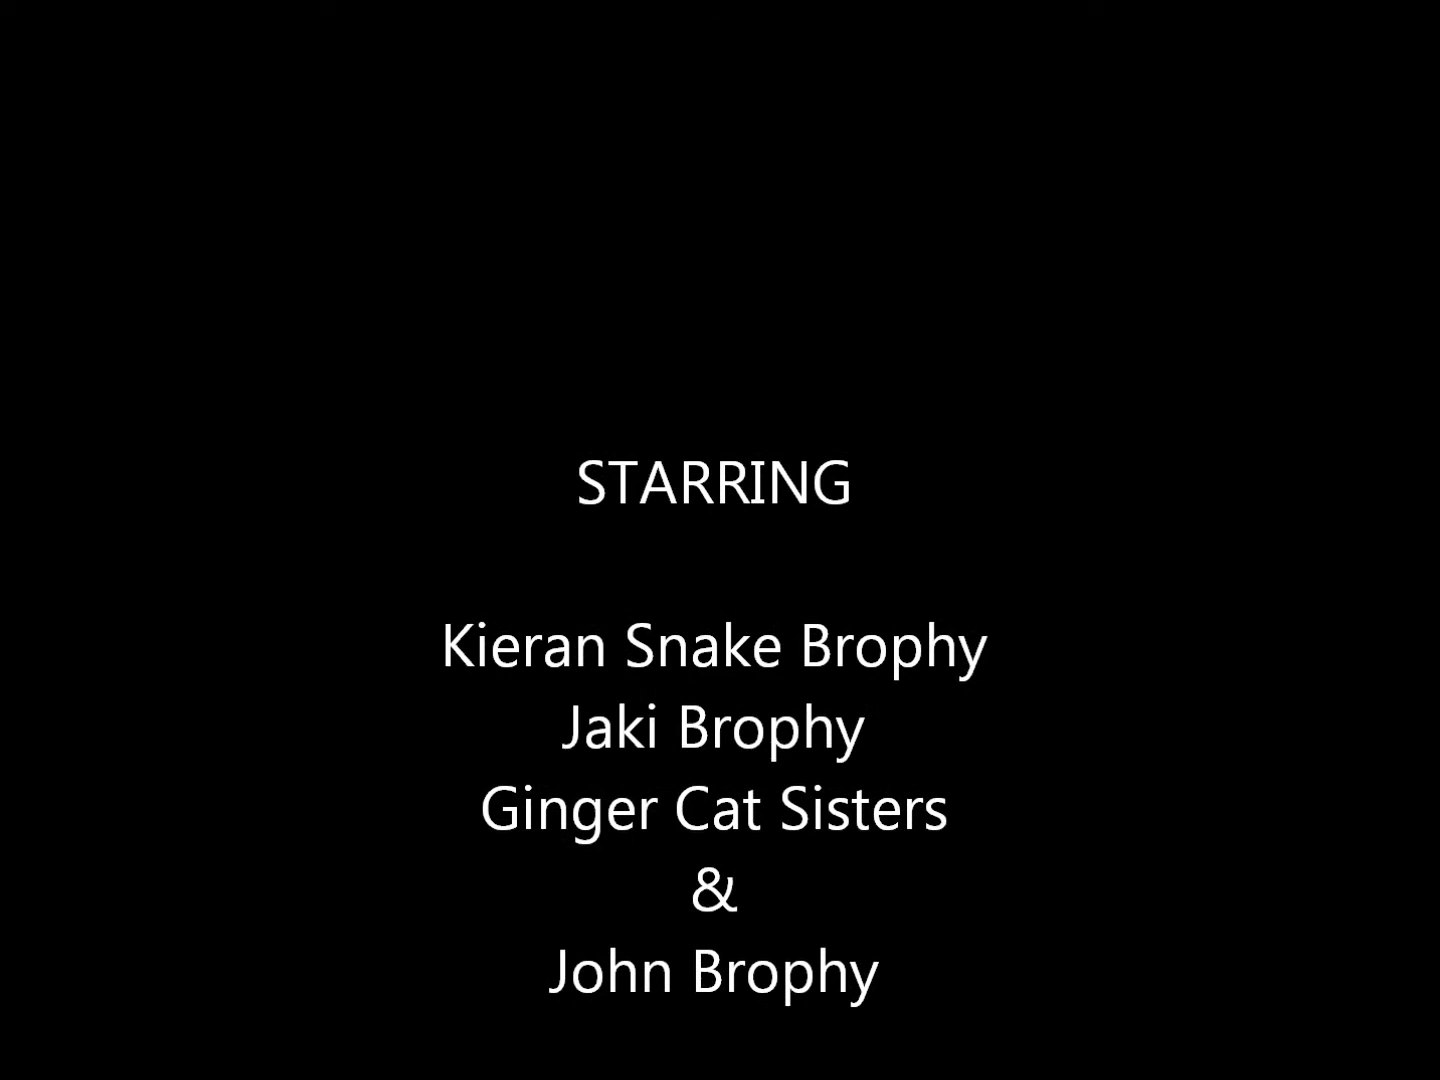 STARRING
Kieran Snake Brophy
Jaki Brophy
Ginger Cat Sisters
&
John Brophy